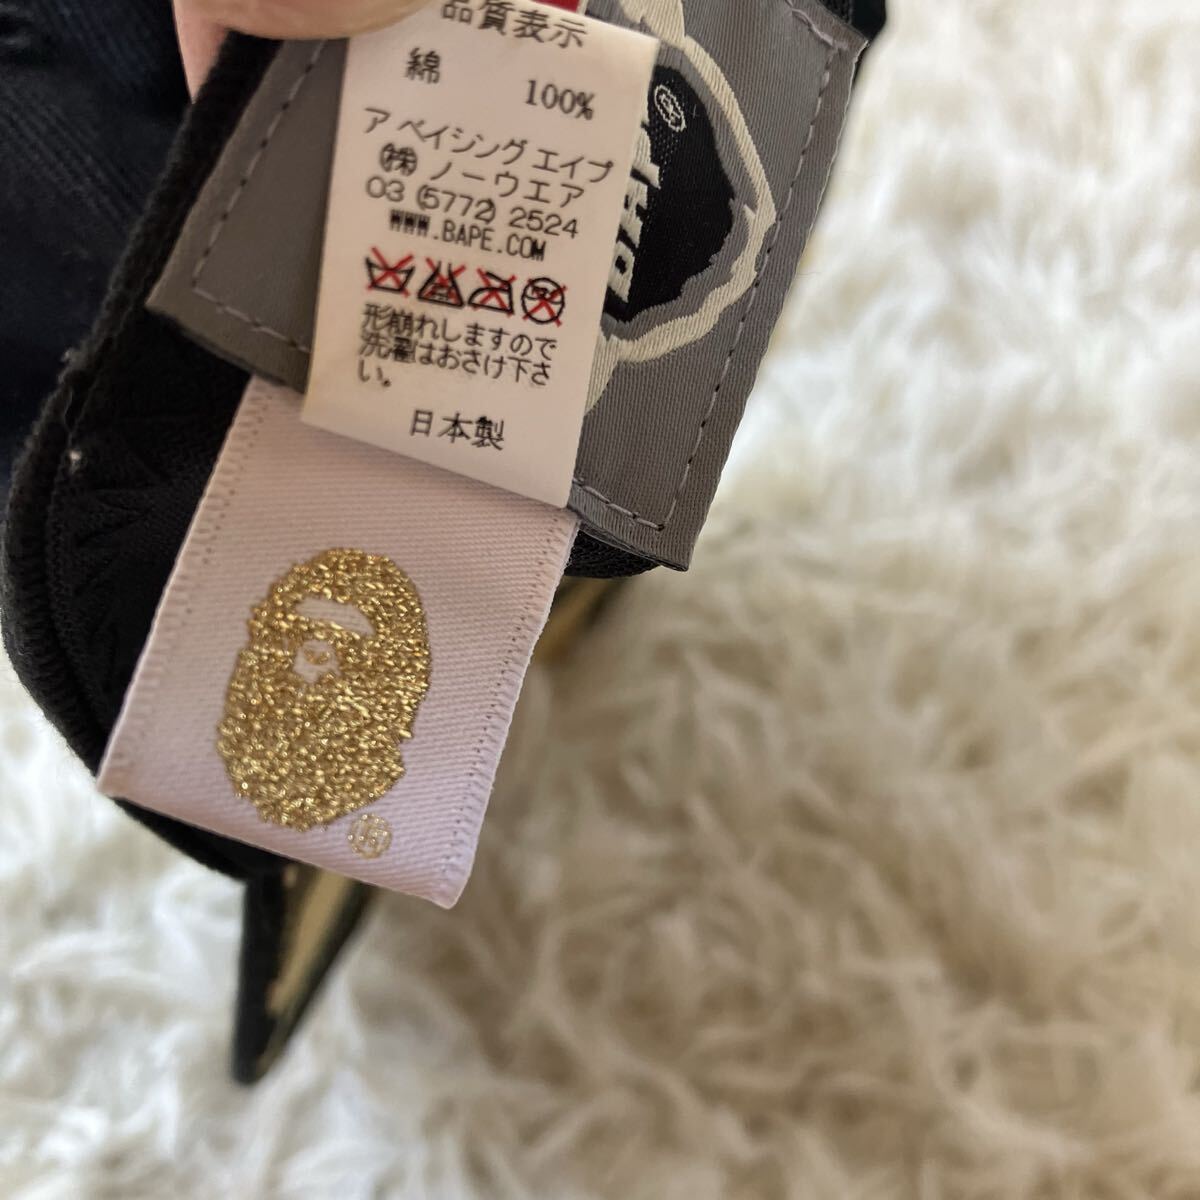 品質表示
綿 100%
ア ベイシング エイプ
㈱ ノーウエア
03 (5772) 2524
WWW.BAPE.COM
形崩れしますので
洗濯はおさけ下さ
い。
日本製
BAPE®